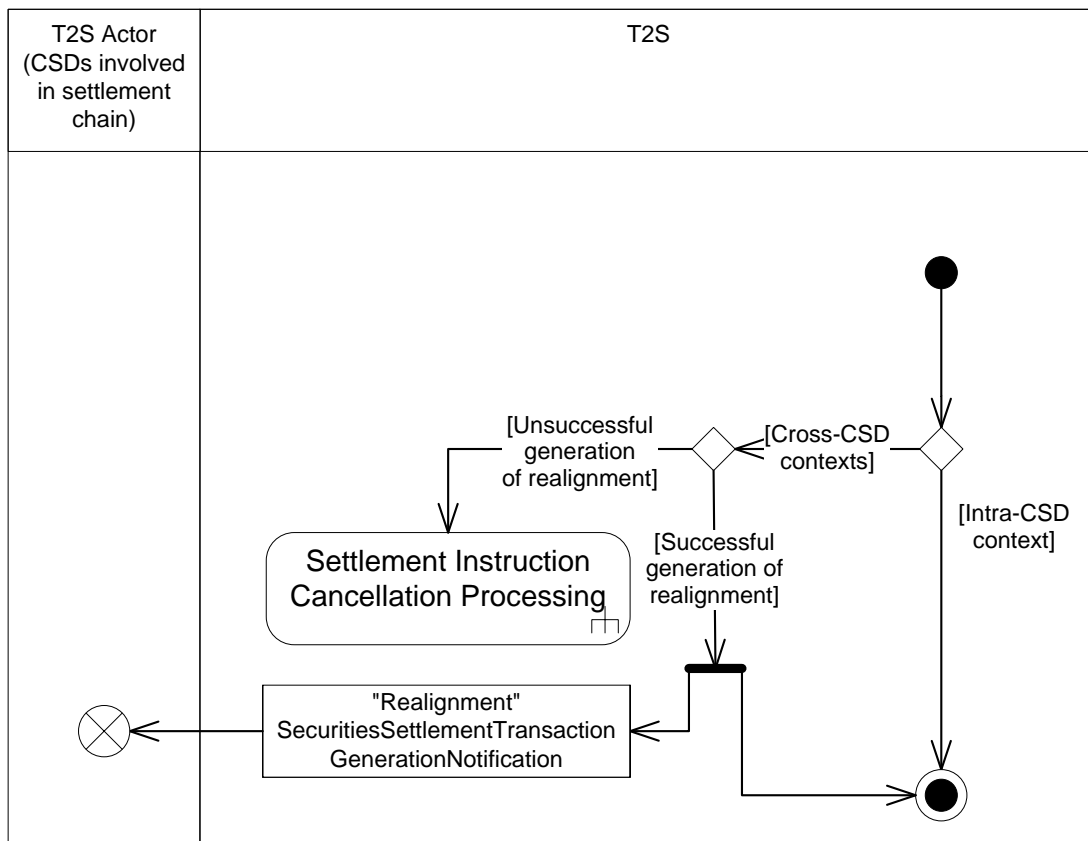 T2S Actor
(CSDs involved
in settlement
chain)
T2S
[Unsuccessful
generation
of realignment]
[Cross-CSD
contexts]
[Intra-CSD
context]
[Successful
generation of
realignment]
Settlement Instruction
Cancellation Processing
"Realignment"
SecuritiesSettlementTransaction
GenerationNotification